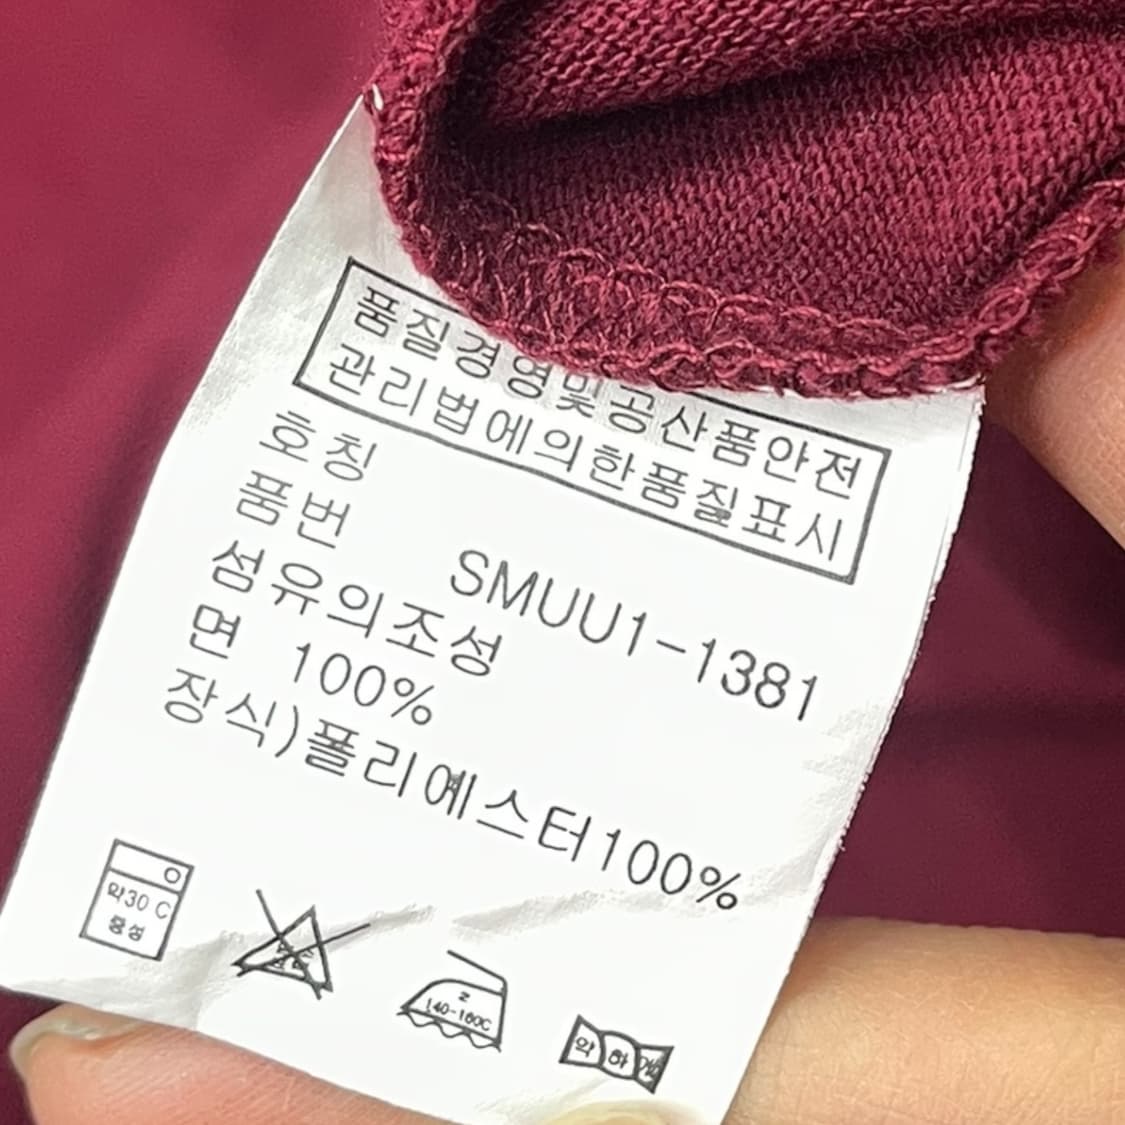 품질경영및공산품안전
관리법에의한품질표시
호칭
품번 SMUU1-1381
섬유의조성
면 100%
장식)폴리에스터100%
약30 C
중성
140-160C
약하게